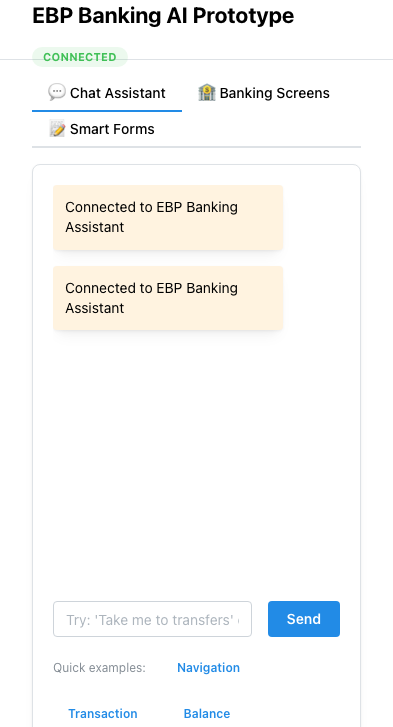 EBP Banking AI Prototype
CONNECTED
💬 Chat Assistant
🏦 Banking Screens
📝 Smart Forms
Connected to EBP Banking
Assistant
Connected to EBP Banking
Assistant
Try: 'Take me to transfers'
Send
Quick examples:
Navigation
Transaction
Balance